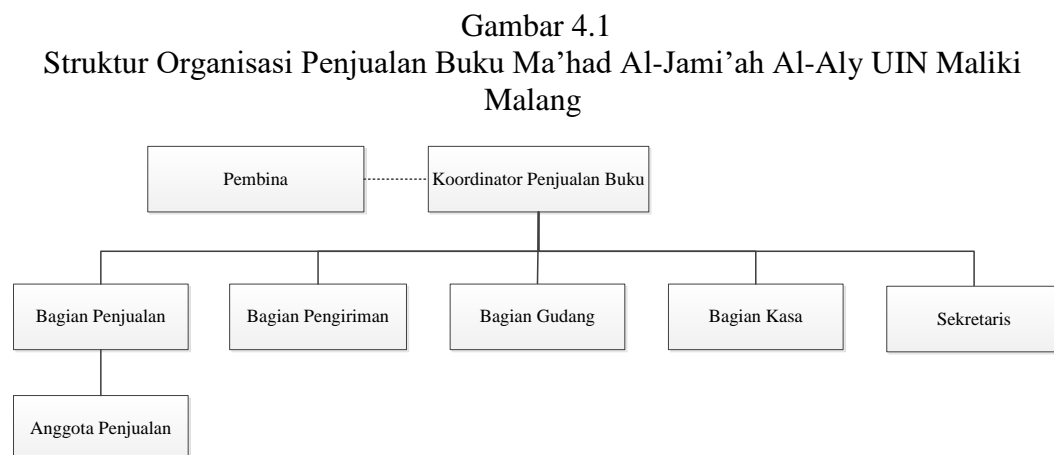 Gambar 4.1
Struktur Organisasi Penjualan Buku Ma’had Al-Jami’ah Al-Aly UIN Maliki
Malang
Pembina
Koordinator Penjualan Buku
Bagian Penjualan
Bagian Pengiriman
Bagian Gudang
Bagian Kasa
Sekretaris
Anggota Penjualan